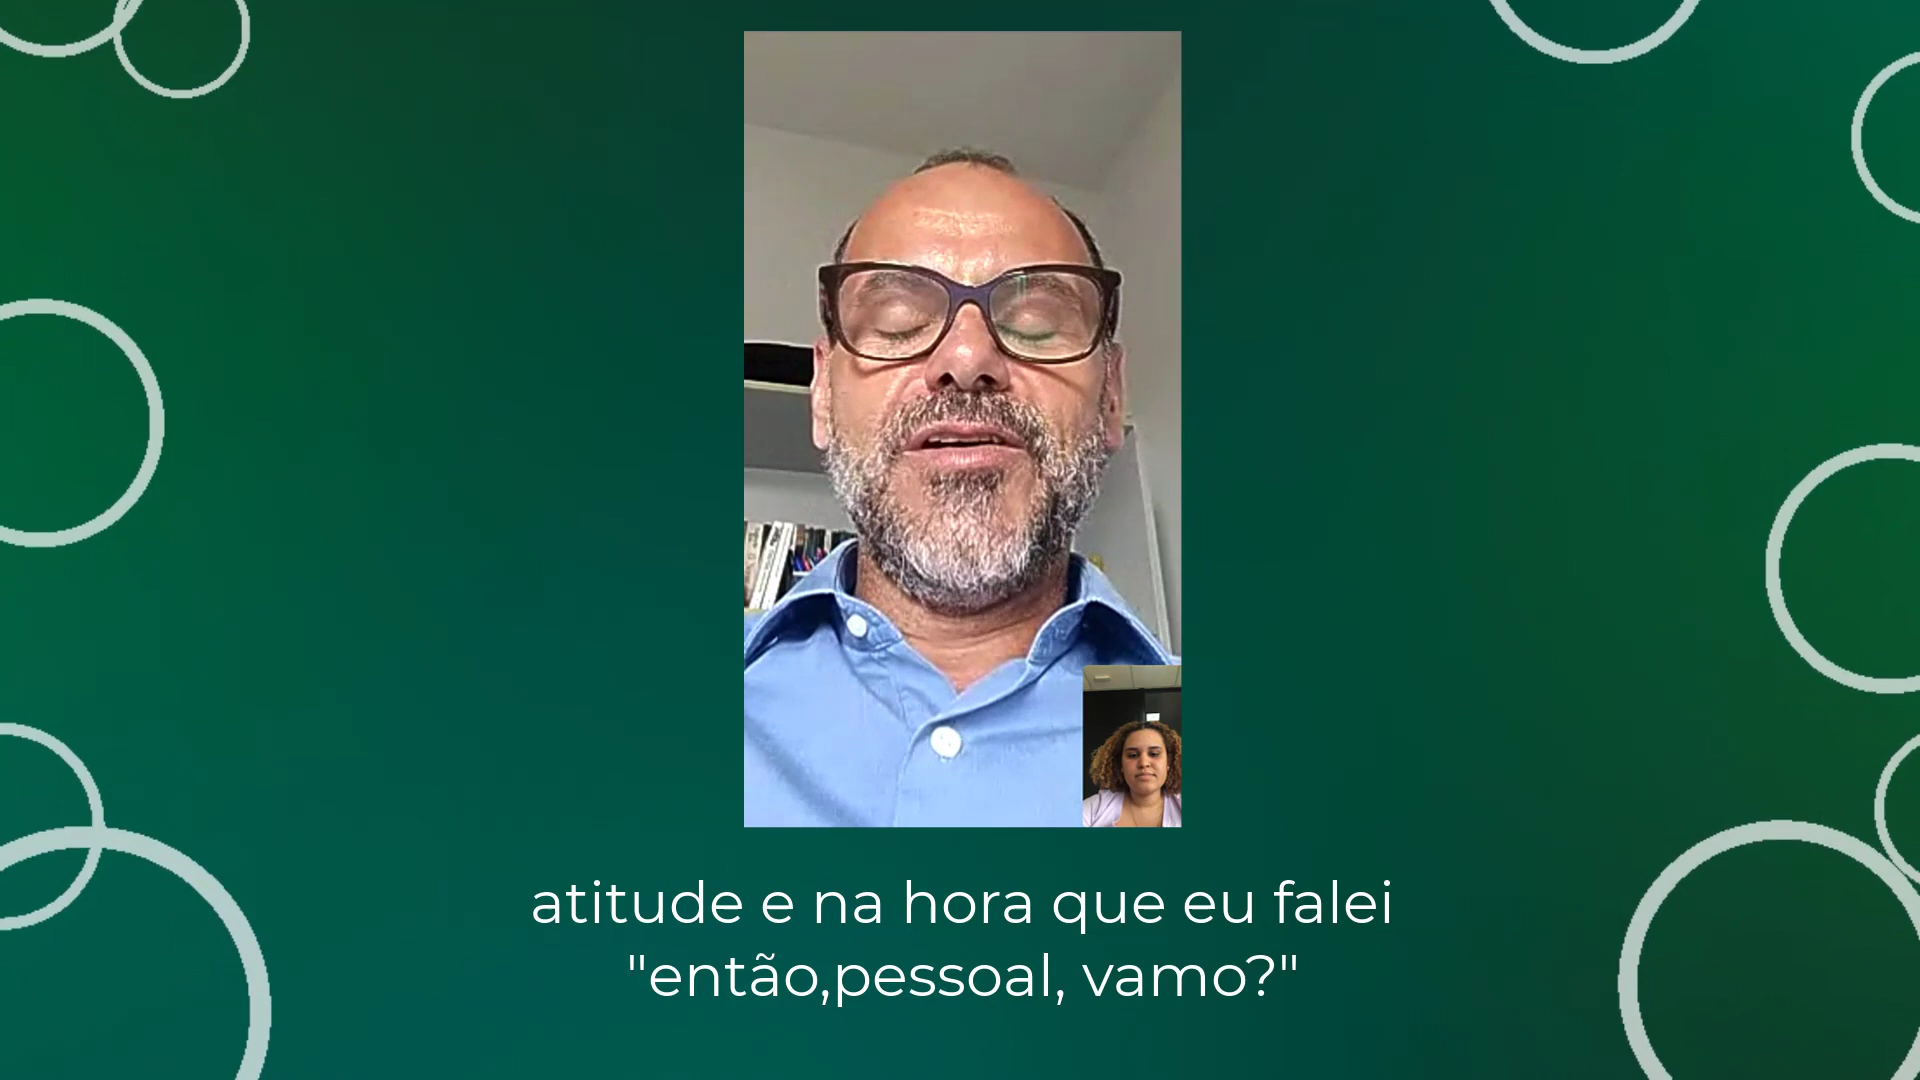 atitude e na hora que eu falei
"então,pessoal, vamo?"